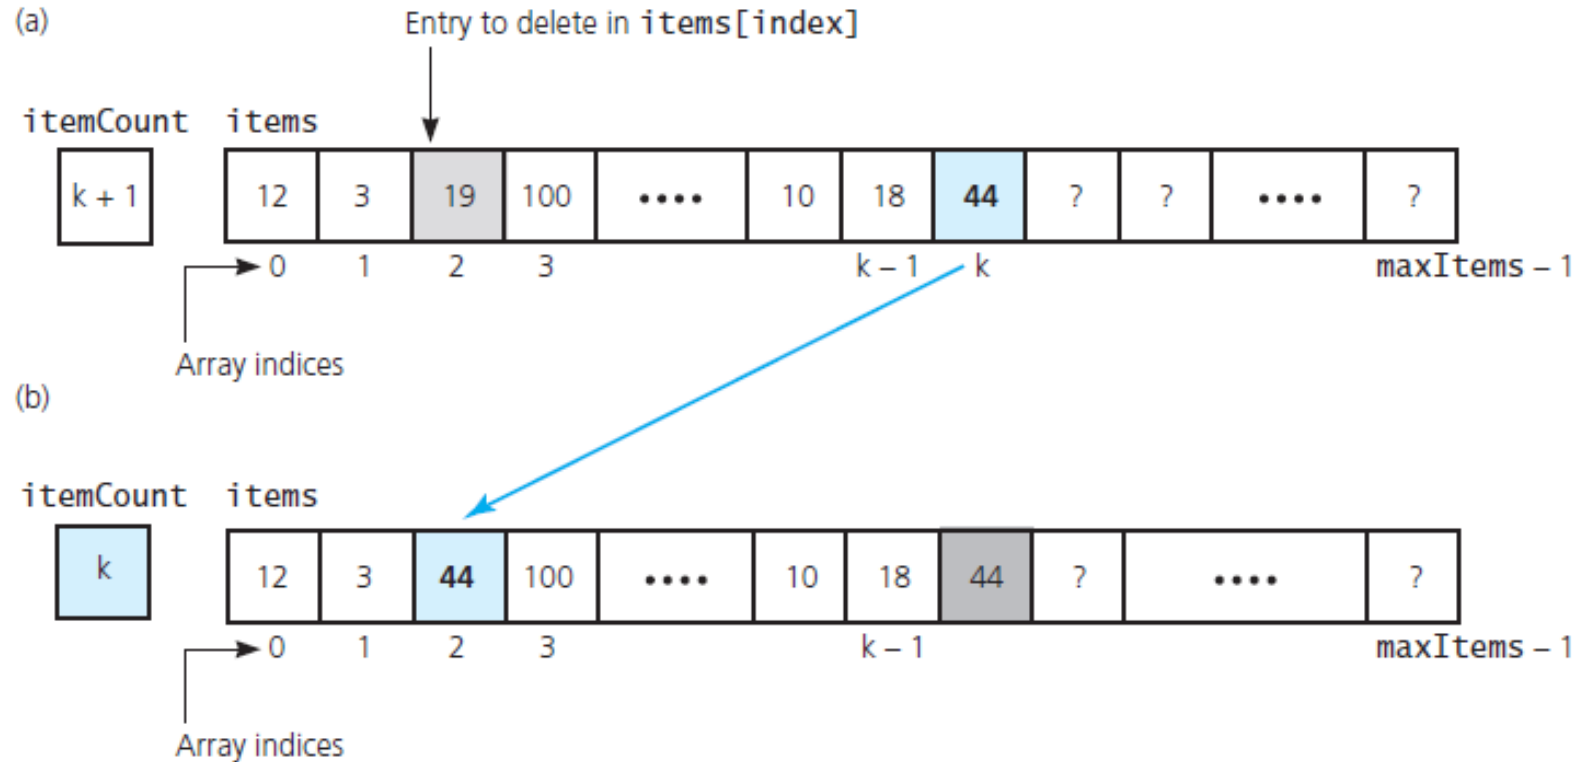 (a)
Entry to delete in items[index]
itemCount items
k + 1 12 3 19 100 •••• 10 18 44 ? ? •••• ?
0 1 2 3 k – 1 k maxItems – 1
Array indices
(b)
itemCount items
k 12 3 44 100 •••• 10 18 44 ? •••• ?
0 1 2 3 k – 1 maxItems – 1
Array indices